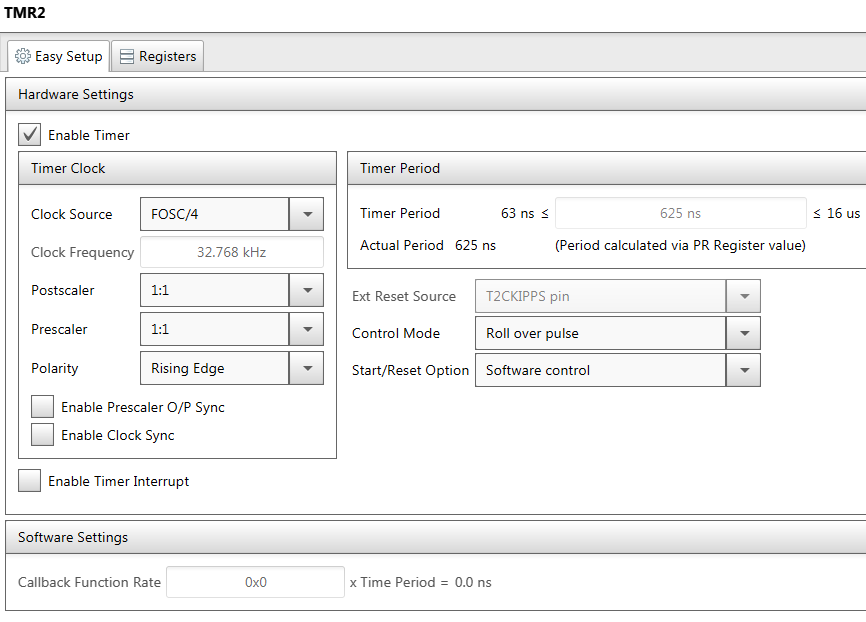 TMR2
Easy Setup Registers
Hardware Settings
Enable Timer
Timer Clock
Clock Source FOSC/4
Clock Frequency 32.768 kHz
Postscaler 1:1
Prescaler 1:1
Polarity Rising Edge
Enable Prescaler O/P Sync
Enable Clock Sync
Timer Period
Timer Period 63 ns ≤ 625 ns ≤ 16 us
Actual Period 625 ns (Period calculated via PR Register value)
Ext Reset Source T2CKIPPS pin
Control Mode Roll over pulse
Start/Reset Option Software control
Enable Timer Interrupt
Software Settings
Callback Function Rate 0x0 x Time Period = 0.0 ns